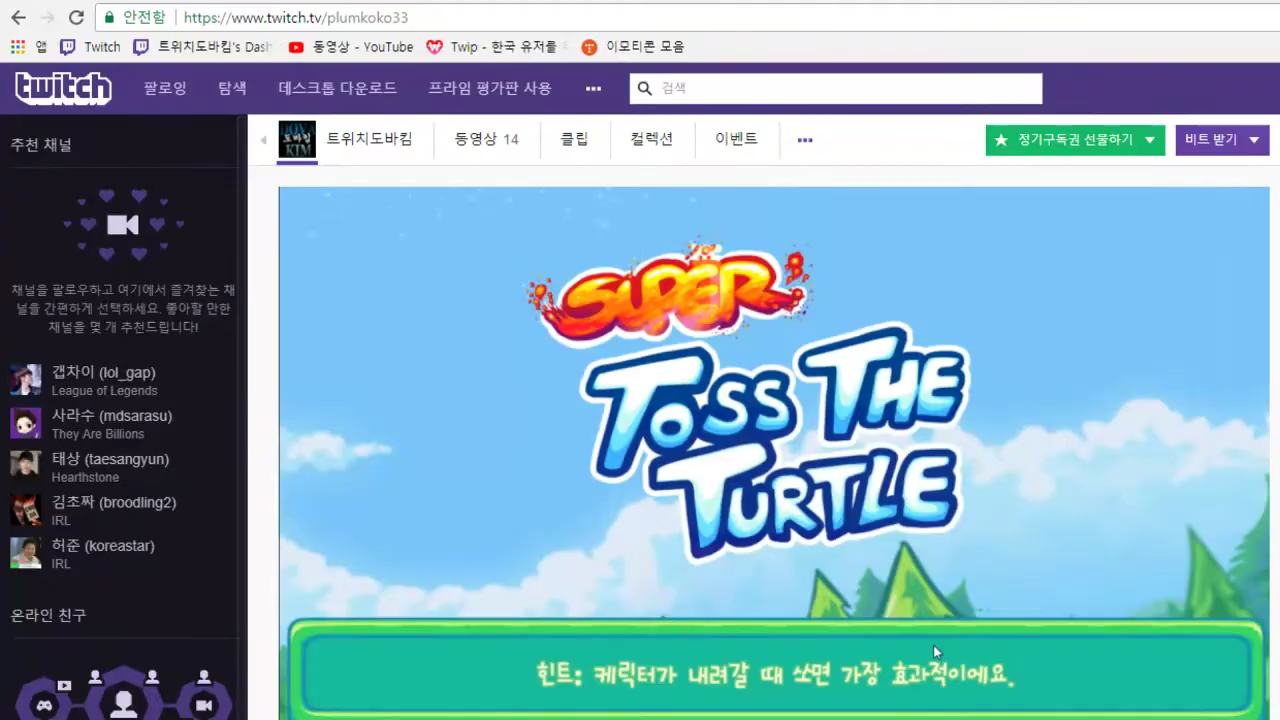 안전함 https://www.twitch.tv/plumkoko33
앱 Twitch 트위치도바킴's Dash 동영상 - YouTube Twip - 한국 유저를 이모티콘 모음
twitch 팔로잉 탐색 데스크톱 다운로드 프라임 평가판 사용 검색
추천 채널
DOVA
도바킴
KIM
트위치도바킴 동영상 14 클립 컬렉션 이벤트 정기구독권 선물하기 비트 받기
채널을 팔로우하고 여기에서 즐겨찾는 채
널을 간편하게 선택하세요. 좋아할 만한
채널을 몇 개 추천드립니다!
갭차이 (lol_gap)
League of Legends
사라수 (mdsarasu)
They Are Billions
태상 (taesangyun)
Hearthstone
김초짜 (broodling2)
IRL
허준 (koreastar)
IRL
온라인 친구
SUPER
TOSS THE
TURTLE
힌트: 케릭터가 내려갈 때 쏘면 가장 효과적이에요.